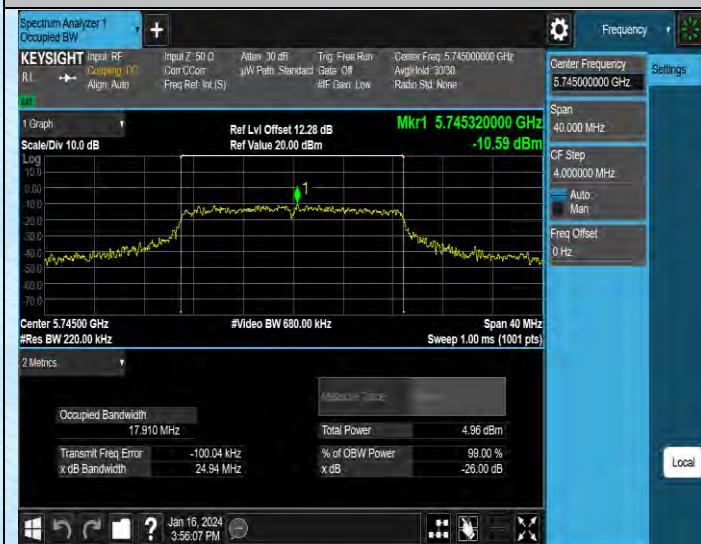 Spectrum Analyzer 1
Occupied BW
+
Frequency
KEYSIGHT Input: RF Input Z: 50 Ω Atten: 30 dB Trig: Free Run Center Freq: 5.745000000 GHz
RL Coupling: DC Corr CCorr µW Path: Standard Gate: Off Avg|Hold: 30/30
Align: Auto Freq Ref: Int (S) #IF Gain: Low Radio Std: None
Center Frequency
5.745000000 GHz
Settings
Span
40.000 MHz
CF Step
4.000000 MHz
Auto
Man
Freq Offset
0 Hz
1 Graph
Ref Lvl Offset 12.28 dB
Mkr1 5.745320000 GHz
Scale/Div 10.0 dB
Ref Value 20.00 dBm
-10.59 dBm
Log
10.0
0.00
-10.0
-20.0
-30.0
-40.0
-50.0
-60.0
-70.0
1
Center 5.74500 GHz
#Video BW 680.00 kHz
Span 40 MHz
#Res BW 220.00 kHz
Sweep 1.00 ms (1001 pts)
2 Metrics
Measure Trace
Occupied Bandwidth
17.910 MHz
Total Power 4.96 dBm
Transmit Freq Error -100.04 kHz
% of OBW Power 99.00 %
x dB Bandwidth 24.94 MHz
x dB -26.00 dB
Local
?
Jan 16, 2024
3:56:07 PM